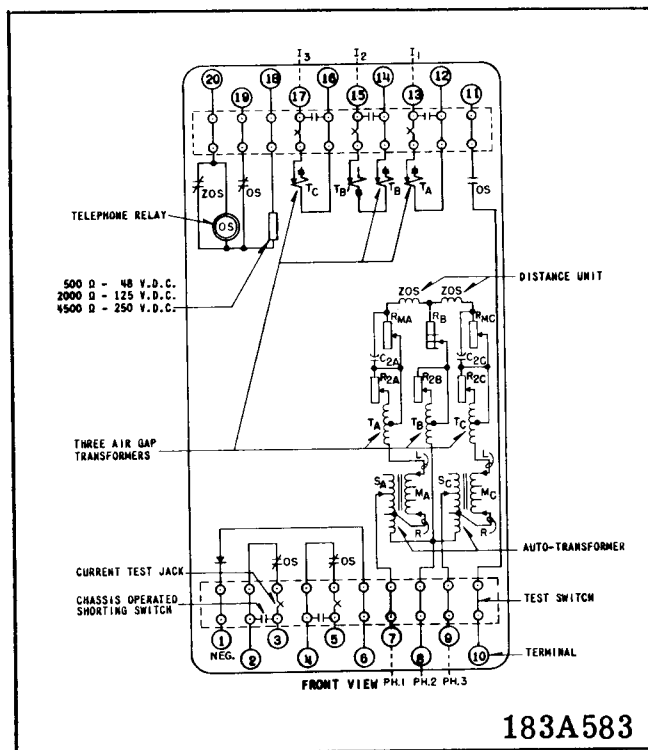 I3 I2 I1
20 19 18 17 16 15 14 13 12 11
ZOS OS TC TB TB TA OS
TELEPHONE RELAY
OS
500 Ω - 48 V.D.C.
2000 Ω - 125 V.D.C.
4500 Ω - 250 V.D.C.
DISTANCE UNIT
ZOS ZOS
RMA RB RMC
C2A C2C
R2A R2B R2C
TA TB TC
THREE AIR GAP
TRANSFORMERS
L L
SA MA SC MC
R R
AUTO-TRANSFORMER
OS OS
CURRENT TEST JACK
CHASSIS OPERATED
SHORTING SWITCH
TEST SWITCH
1 2 3 4 5 6 7 8 9 10
NEG.
TERMINAL
FRONT VIEW PH.1 PH.2 PH.3
183A583